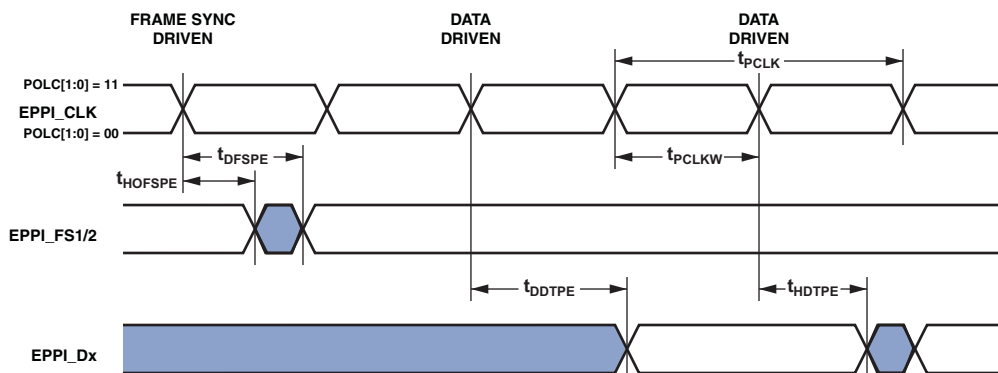 FRAME SYNC
DRIVEN
DATA
DRIVEN
DATA
DRIVEN
tPCLK
POLC[1:0] = 11
EPPI_CLK
POLC[1:0] = 00
tDFSPE
tPCLKW
tHOFSPE
EPPI_FS1/2
tDDTPE
tHDTPE
EPPI_Dx